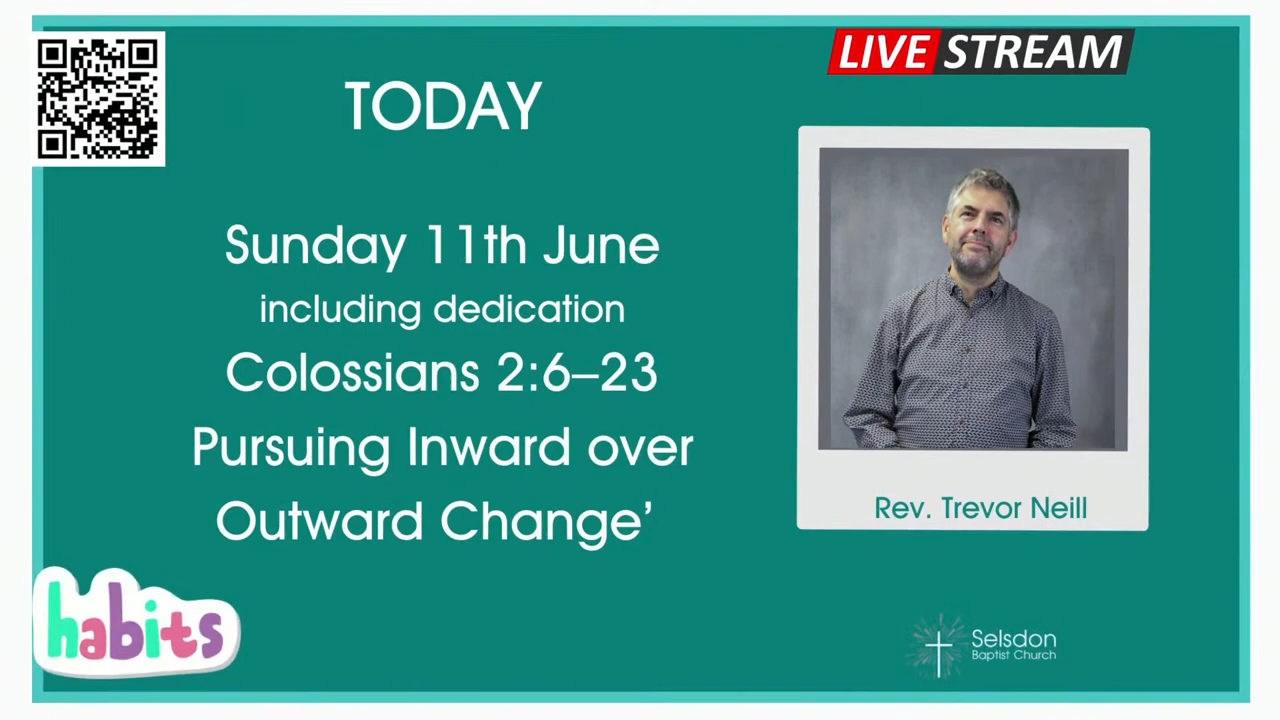 LIVE STREAM
TODAY
Sunday 11th June
including dedication
Colossians 2:6–23
Pursuing Inward over
Outward Change’
Rev. Trevor Neill
habits
Selsdon
Baptist Church